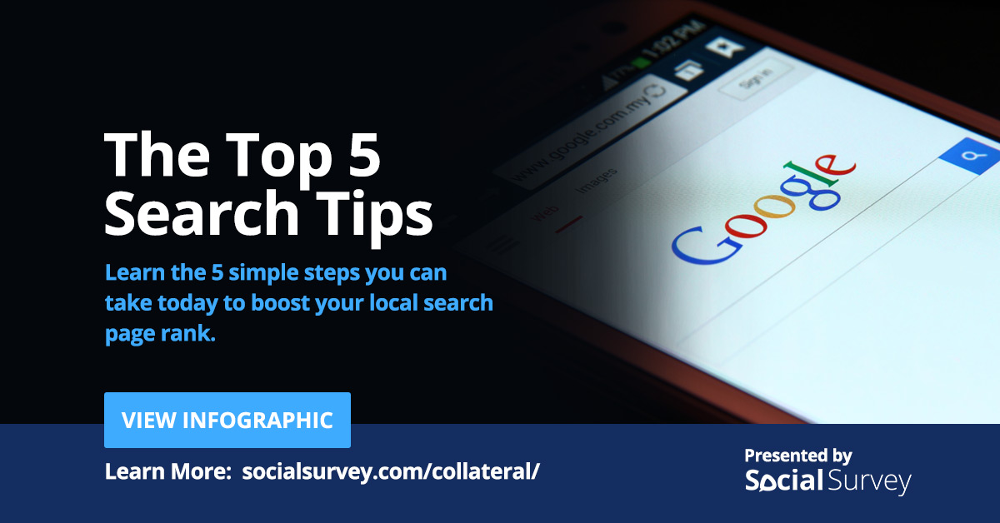 The Top 5
Search Tips
Learn the 5 simple steps you can
take today to boost your local search
page rank.
VIEW INFOGRAPHIC
Learn More: socialsurvey.com/collateral/
Presented by
SocialSurvey
1:02 PM
77%
1
www.google.com.my
Sign in
Web
Images
Google